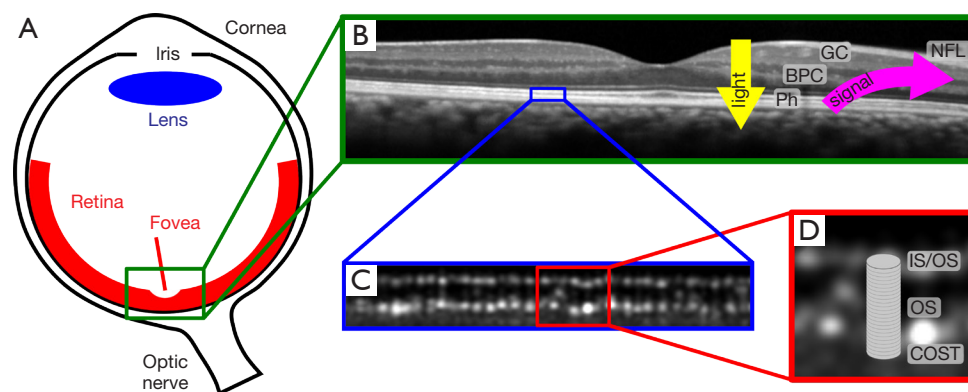 A
Cornea
Iris
Lens
Retina
Fovea
Optic
nerve
B
GC
NFL
BPC
Ph
light
signal
C
D
IS/OS
OS
COST